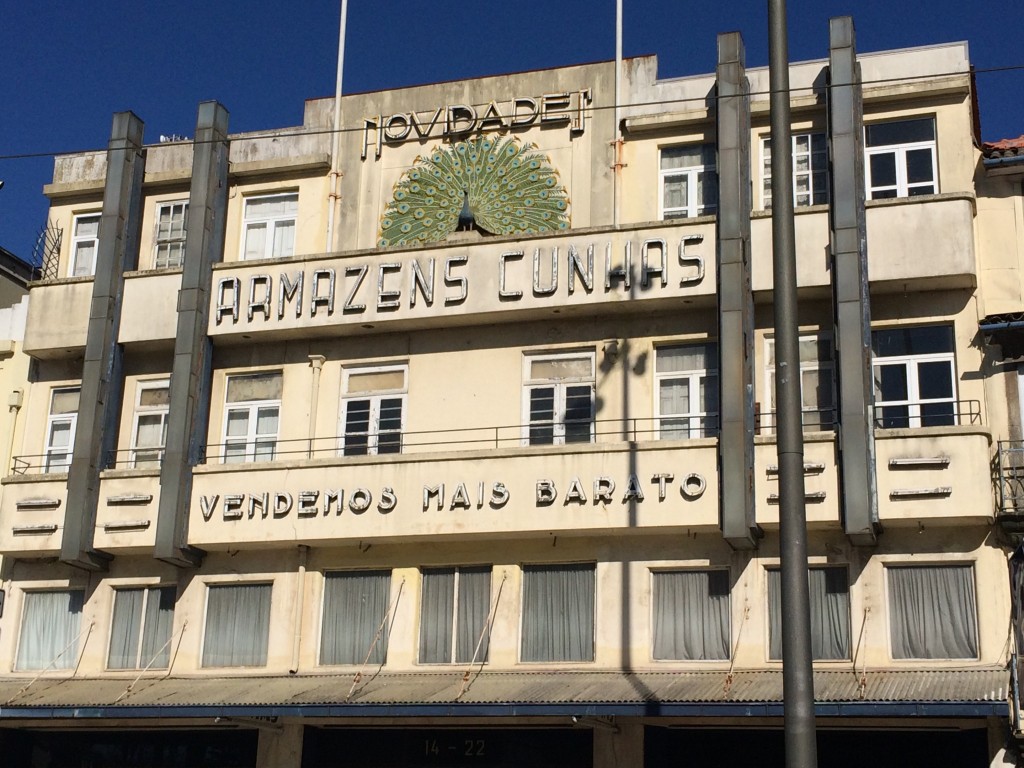 NOVIDADES
ARMAZENS CUNHAS
VENDEMOS MAIS BARATO
14 - 22